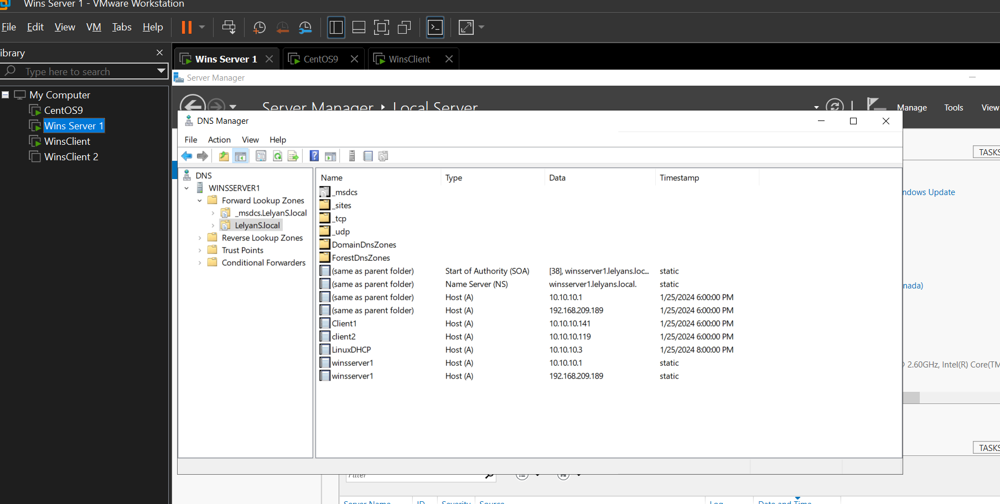 Wins Server 1 - VMware Workstation
File Edit View VM Tabs Help
ibrary
Type here to search
My Computer
CentOS9
Wins Server 1
WinsClient
WinsClient 2
Wins Server 1 CentOS9 WinsClient
Server Manager
Server Manager ‣ Local Server
Manage Tools View
DNS Manager
File Action View Help
TASKS
DNS
WINSSERVER1
Forward Lookup Zones
_msdcs.LelyanS.local
LelyanS.local
Reverse Lookup Zones
Trust Points
Conditional Forwarders
Name Type Data Timestamp
_msdcs
_sites
_tcp
_udp
DomainDnsZones
ForestDnsZones
(same as parent folder) Start of Authority (SOA) [38], winsserver1.lelyans.loc... static
(same as parent folder) Name Server (NS) winsserver1.lelyans.local. static
(same as parent folder) Host (A) 10.10.10.1 1/25/2024 6:00:00 PM
(same as parent folder) Host (A) 192.168.209.189 1/25/2024 6:00:00 PM
Client1 Host (A) 10.10.10.141 1/25/2024 6:00:00 PM
client2 Host (A) 10.10.10.119 1/25/2024 6:00:00 PM
LinuxDHCP Host (A) 10.10.10.3 1/25/2024 8:00:00 PM
winsserver1 Host (A) 10.10.10.1 static
winsserver1 Host (A) 192.168.209.189 static
ndows Update
nada)
2.60GHz, Intel(R) Core(TM
TASKS
Filter
Server Name ID Severity Source Log Date and Time